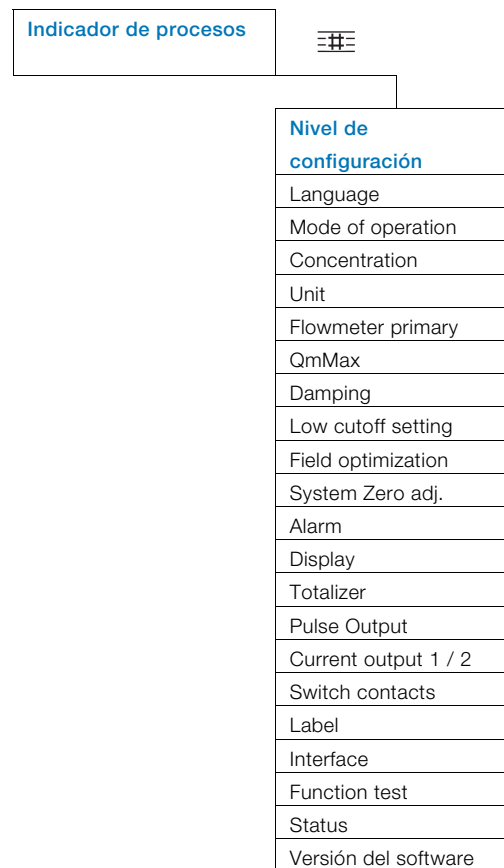 Indicador de procesos
Nivel de
configuración
Language
Mode of operation
Concentration
Unit
Flowmeter primary
QmMax
Damping
Low cutoff setting
Field optimization
System Zero adj.
Alarm
Display
Totalizer
Pulse Output
Current output 1 / 2
Switch contacts
Label
Interface
Function test
Status
Versión del software